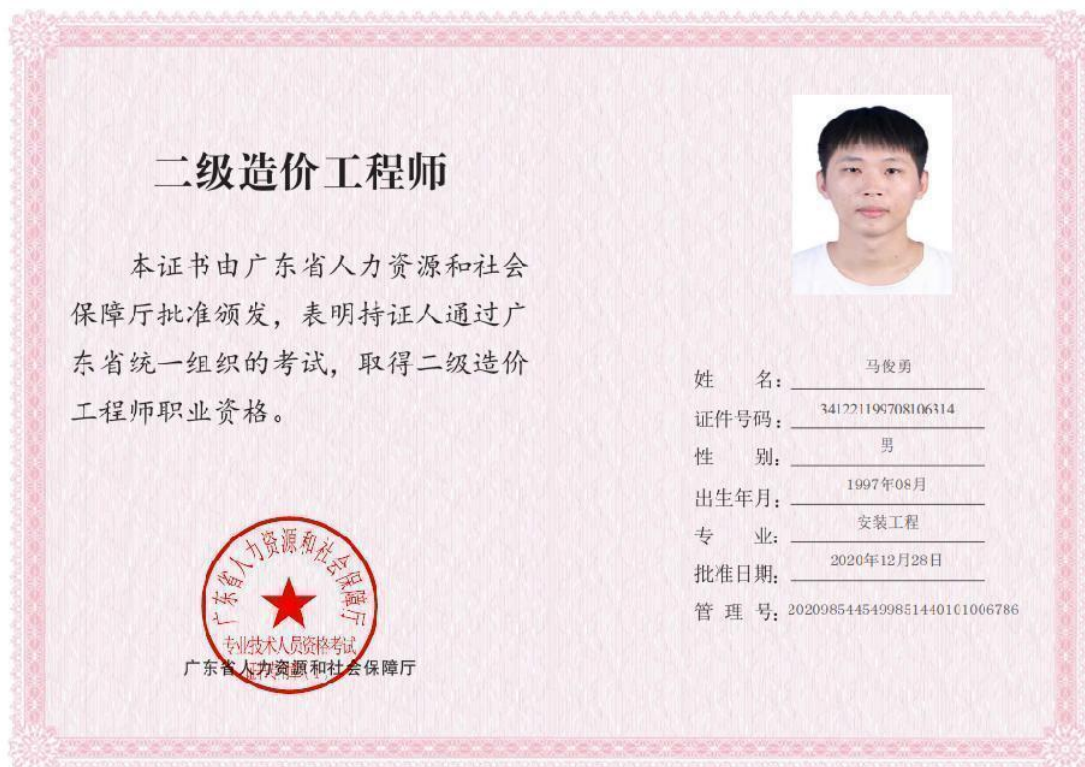 二级造价工程师
本证书由广东省人力资源和社会
保障厅批准颁发，表明持证人通过广
东省统一组织的考试，取得二级造价
工程师职业资格。
广东省人力资源和社会保障厅
专业技术人员资格考试
广东省人力资源和社会保障厅
姓名：马俊勇
证件号码：341221199708106314
性别：男
出生年月：1997年08月
专业：安装工程
批准日期：2020年12月28日
管理号：2020985445499851440101006786